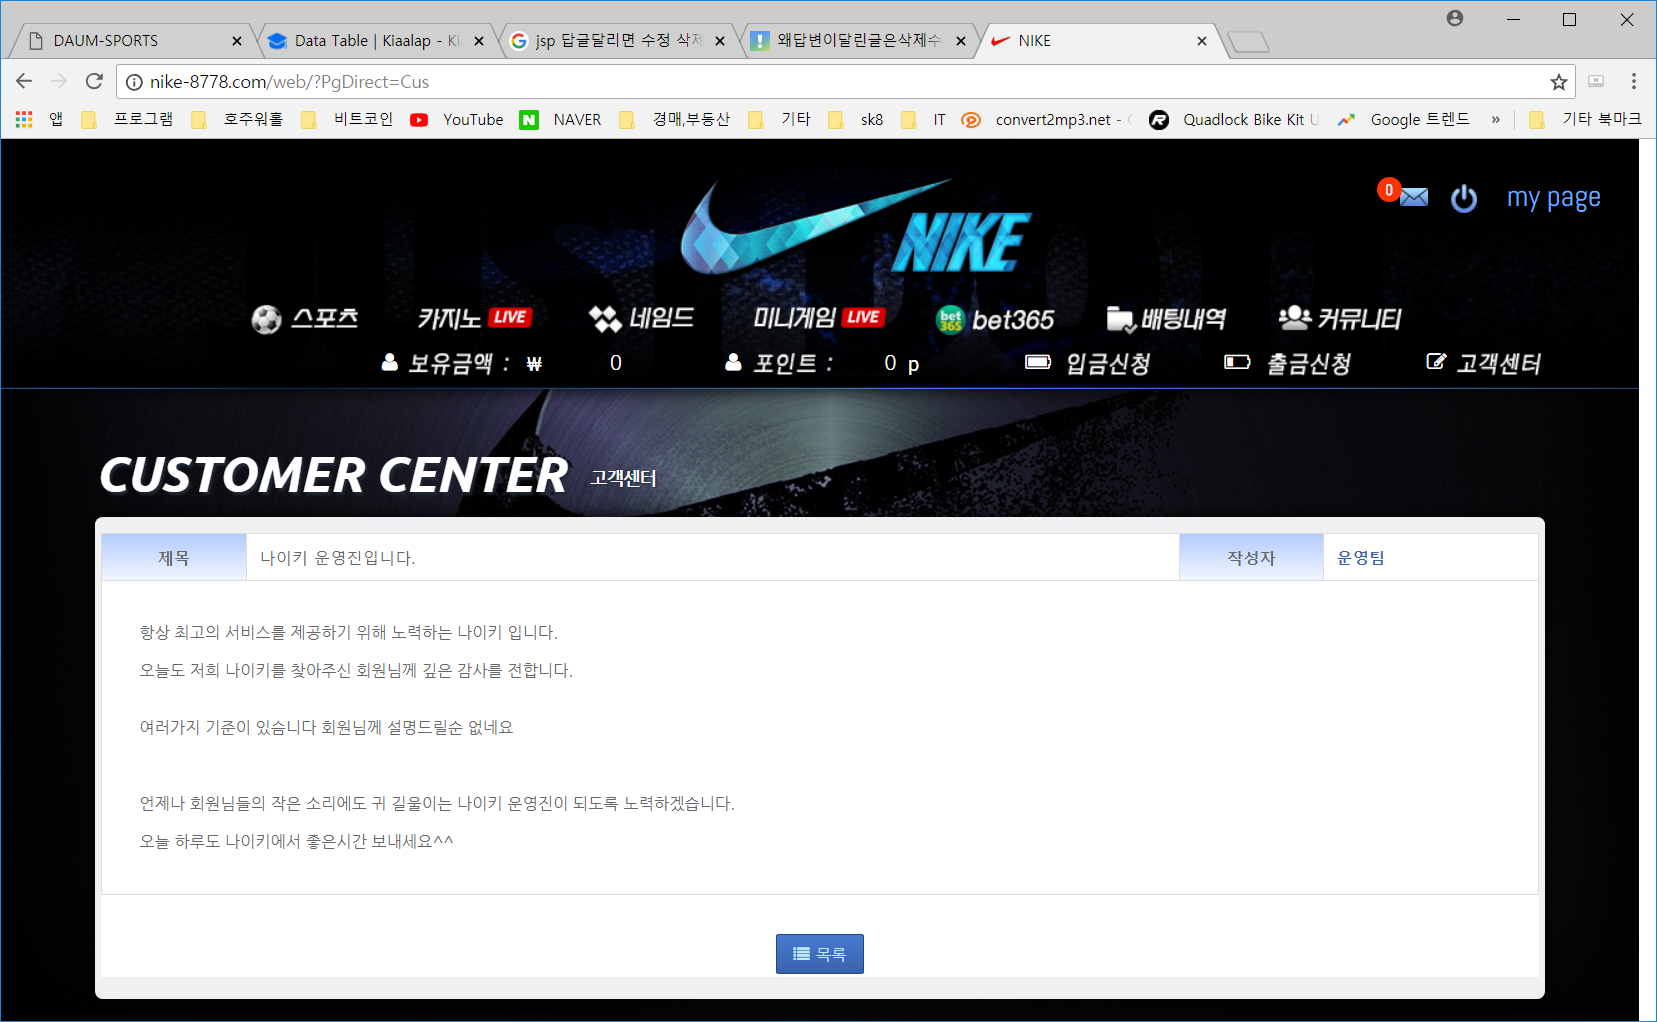 DAUM-SPORTS
Data Table | Kiaalap - Ki
jsp 답글달리면 수정 삭제
왜답변이달린글은삭제수
NIKE
nike-8778.com/web/?PgDirect=Cus
앱 프로그램 호주워홀 비트코인 YouTube NAVER 경매,부동산 기타 sk8 IT convert2mp3.net - Quadlock Bike Kit U Google 트렌드 » 기타 북마크
0 my page
NIKE
스포츠 카지노 LIVE 네임드 미니게임 LIVE bet365 bet365 배팅내역 커뮤니티
보유금액 : ₩ 0 포인트 : 0 p 입금신청 출금신청 고객센터
CUSTOMER CENTER 고객센터
제목 나이키 운영진입니다. 작성자 운영팀
항상 최고의 서비스를 제공하기 위해 노력하는 나이키 입니다.
오늘도 저희 나이키를 찾아주신 회원님께 깊은 감사를 전합니다.
여러가지 기준이 있습니다 회원님께 설명드릴순 없네요
언제나 회원님들의 작은 소리에도 귀 길울이는 나이키 운영진이 되도록 노력하겠습니다.
오늘 하루도 나이키에서 좋은시간 보내세요^^
목록